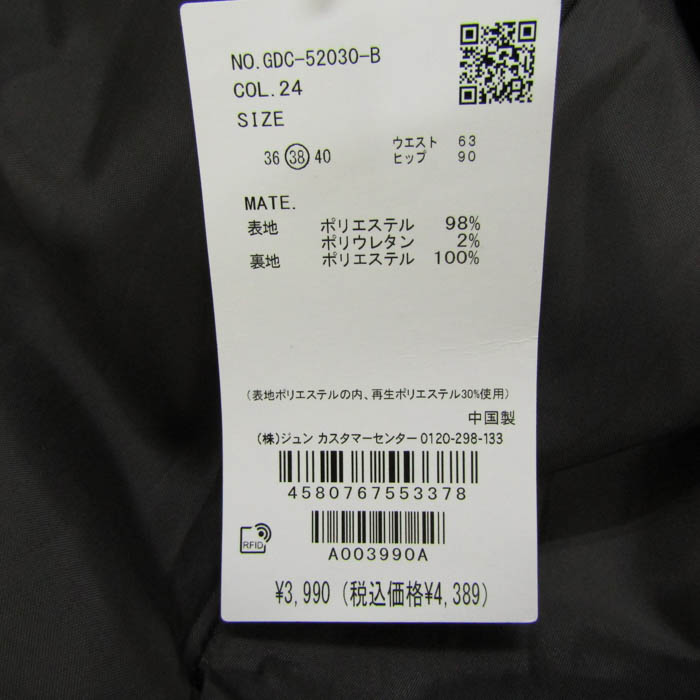 NO.GDC-52030-B
COL.24
SIZE
36 38 40 ウエスト 63
ヒップ 90
MATE.
表地 ポリエステル 98%
ポリウレタン 2%
裏地 ポリエステル 100%
(表地ポリエステルの内、再生ポリエステル30%使用)
中国製
(株)ジュン カスタマーセンター 0120-298-133
4580767553378
RFID
A003990A
¥3,990 (税込価格¥4,389)